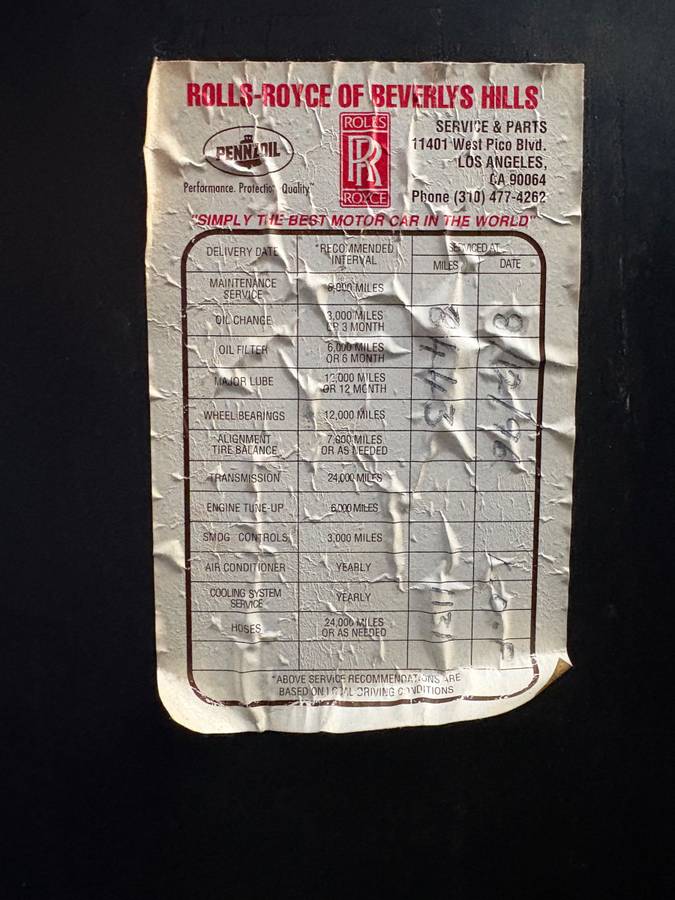 ROLLS-ROYCE OF BEVERLYS HILLS
PENNZOIL
Performance. Protection Quality™
ROLLS
RR
ROYCE
SERVICE & PARTS
11401 West Pico Blvd.
LOS ANGELES,
CA 90064
Phone (310) 477-4262
"SIMPLY THE BEST MOTOR CAR IN THE WORLD"
DELIVERY DATE
*RECOMMENDED
INTERVAL
SERVICED AT
MILES
DATE
MAINTENANCE
SERVICE
MILES
OIL CHANGE
3,000 MILES
OR 3 MONTH
OIL FILTER
6,000 MILES
OR 6 MONTH
MAJOR LUBE
12,000 MILES
OR 12 MONTH
WHEEL BEARINGS
12,000 MILES
ALIGNMENT
TIRE BALANCE
MILES
OR AS NEEDED
TRANSMISSION
24,000 MILES
ENGINE TUNE-UP
6,000 MILES
SMOG CONTROLS
3,000 MILES
AIR CONDITIONER
YEARLY
COOLING SYSTEM
SERVICE
YEARLY
HOSES
24,000 MILES
OR AS NEEDED
8443
*ABOVE SERVICE RECOMMENDATIONS ARE
BASED ON LOCAL DRIVING CONDITIONS